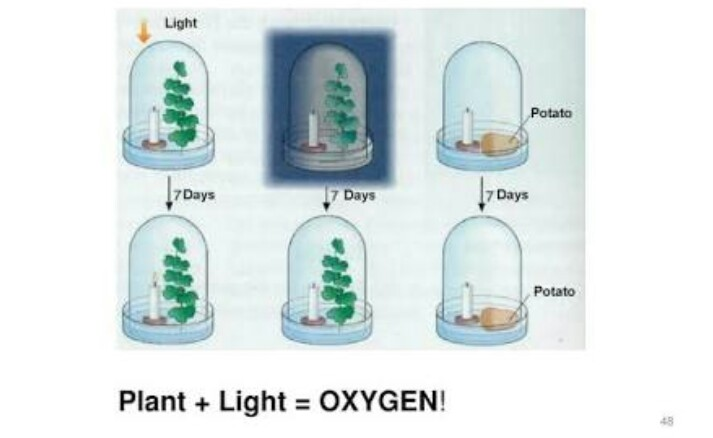 Light
Potato
7 Days
7 Days
7 Days
Potato
Plant + Light = OXYGEN!
48